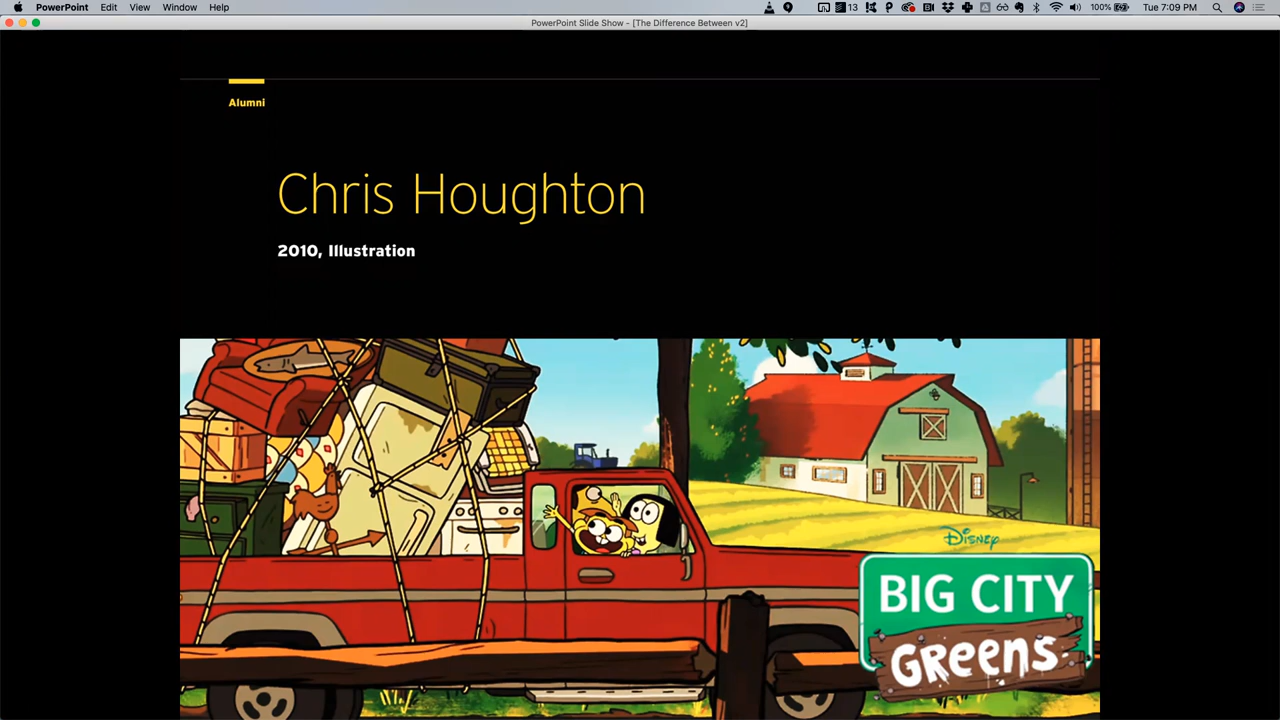 PowerPoint Edit View Window Help
13
100%
Tue 7:09 PM
PowerPoint Slide Show - [The Difference Between v2]
Alumni
Chris Houghton
2010, Illustration
Disney
BIG CITY
GREENS